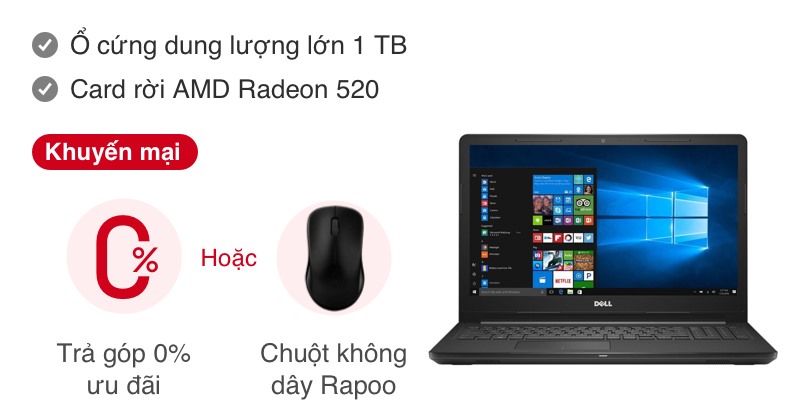 Ổ cứng dung lượng lớn 1 TB
Card rời AMD Radeon 520
Khuyến mại
0%
Hoặc
Trả góp 0%
ưu đãi
Chuột không
dây Rapoo
DELL